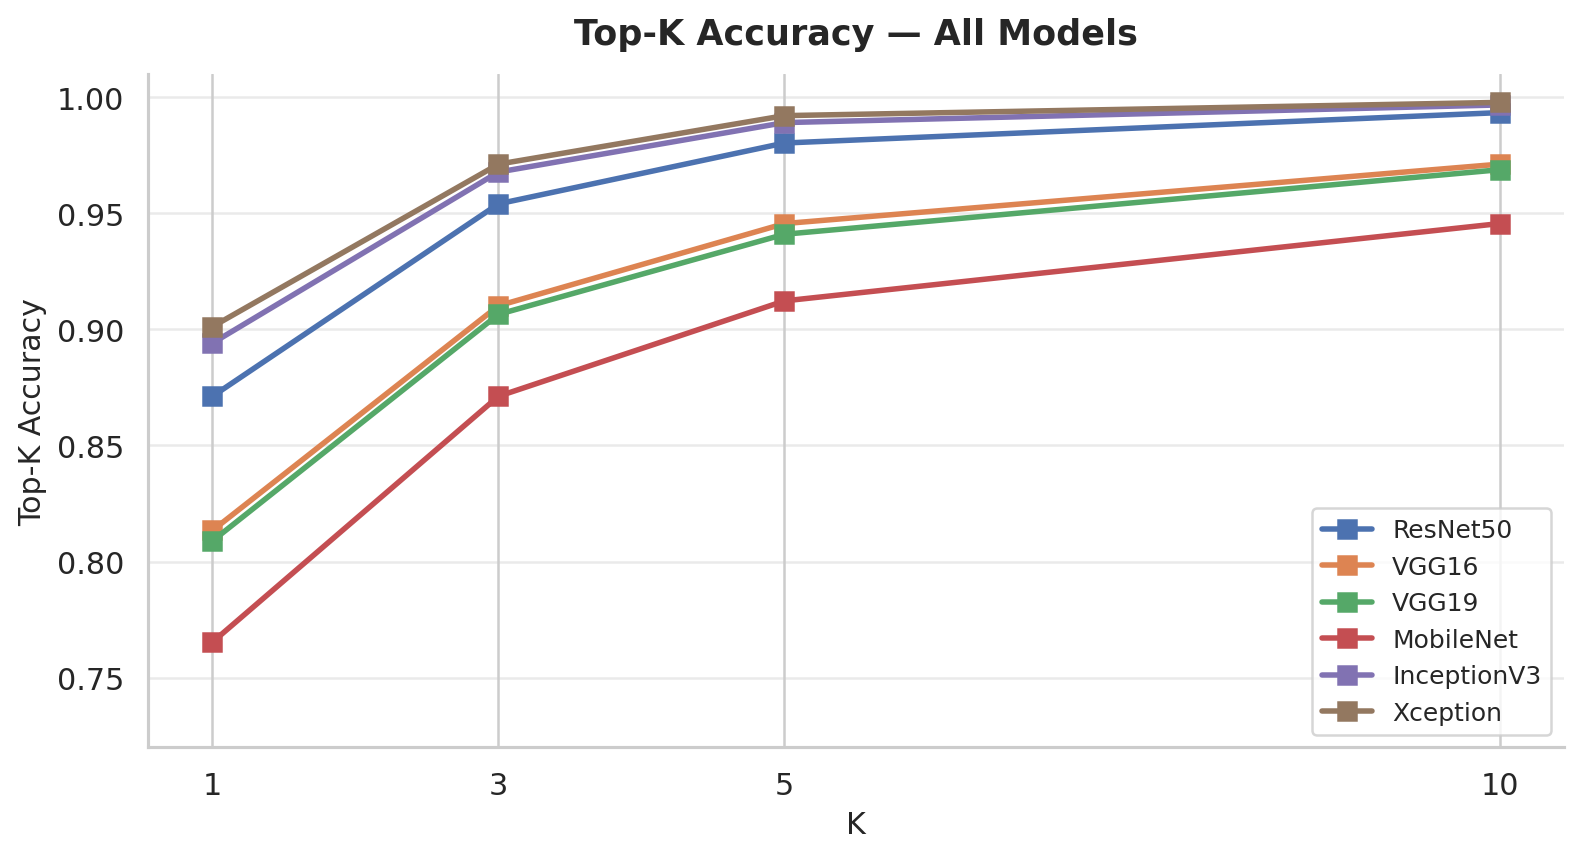 Top-K Accuracy — All Models
Top-K Accuracy
1.00
0.95
0.90
0.85
0.80
0.75
1
3
5
10
K
ResNet50
VGG16
VGG19
MobileNet
InceptionV3
Xception